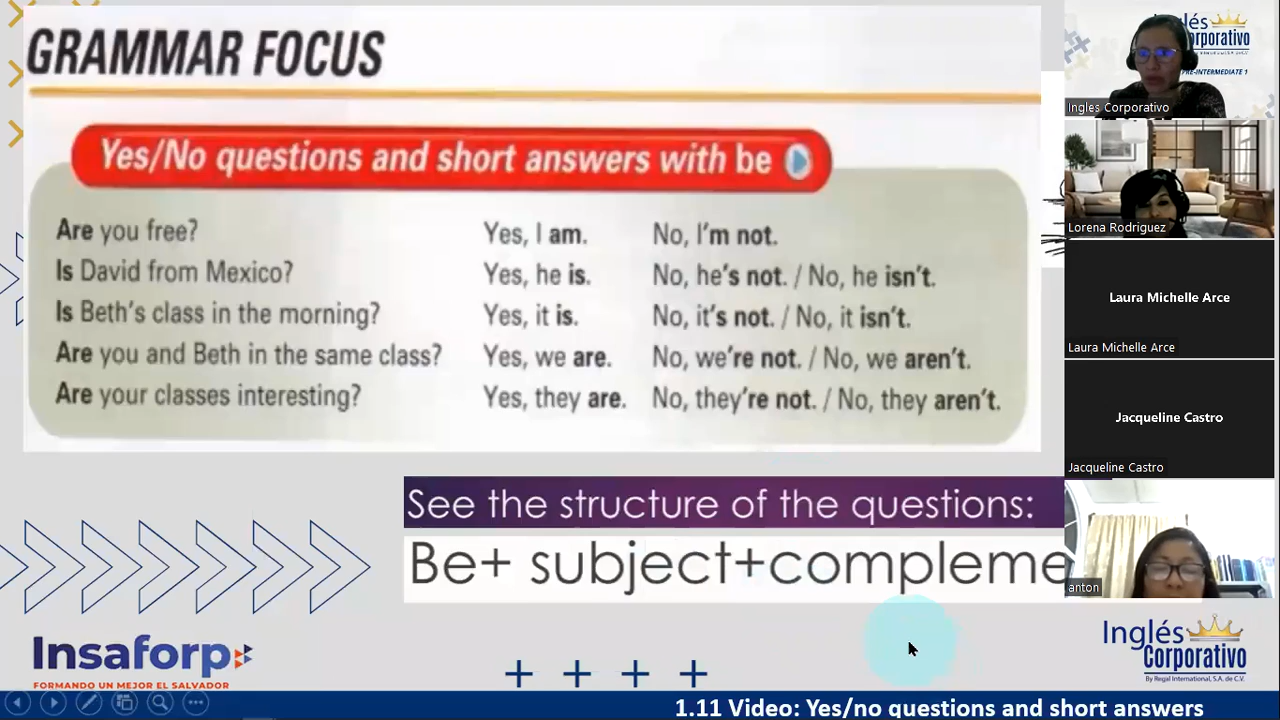 GRAMMAR FOCUS
Yes/No questions and short answers with be
Are you free? Yes, I am. No, I'm not.
Is David from Mexico? Yes, he is. No, he's not. / No, he isn't.
Is Beth's class in the morning? Yes, it is. No, it's not. / No, it isn't.
Are you and Beth in the same class? Yes, we are. No, we're not. / No, we aren't.
Are your classes interesting? Yes, they are. No, they're not. / No, they aren't.
See the structure of the questions:
Be+ subject+compleme
Insaforp
FORMANDO UN MEJOR EL SALVADOR
Inglés
Corporativo
By Regal International, S.A. de C.V.
1.11 Video: Yes/no questions and short answers
PRE-INTERMEDIATE 1
Ingles Corporativo
Lorena Rodriguez
Laura Michelle Arce
Laura Michelle Arce
Jacqueline Castro
Jacqueline Castro
anton